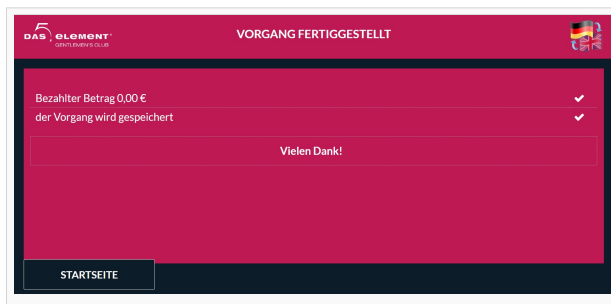 DAS 5. ELEMENT
GENTLEMEN'S CLUB
VORGANG FERTIGGESTELLT
Bezahlter Betrag 0,00 €
der Vorgang wird gespeichert
Vielen Dank!
STARTSEITE